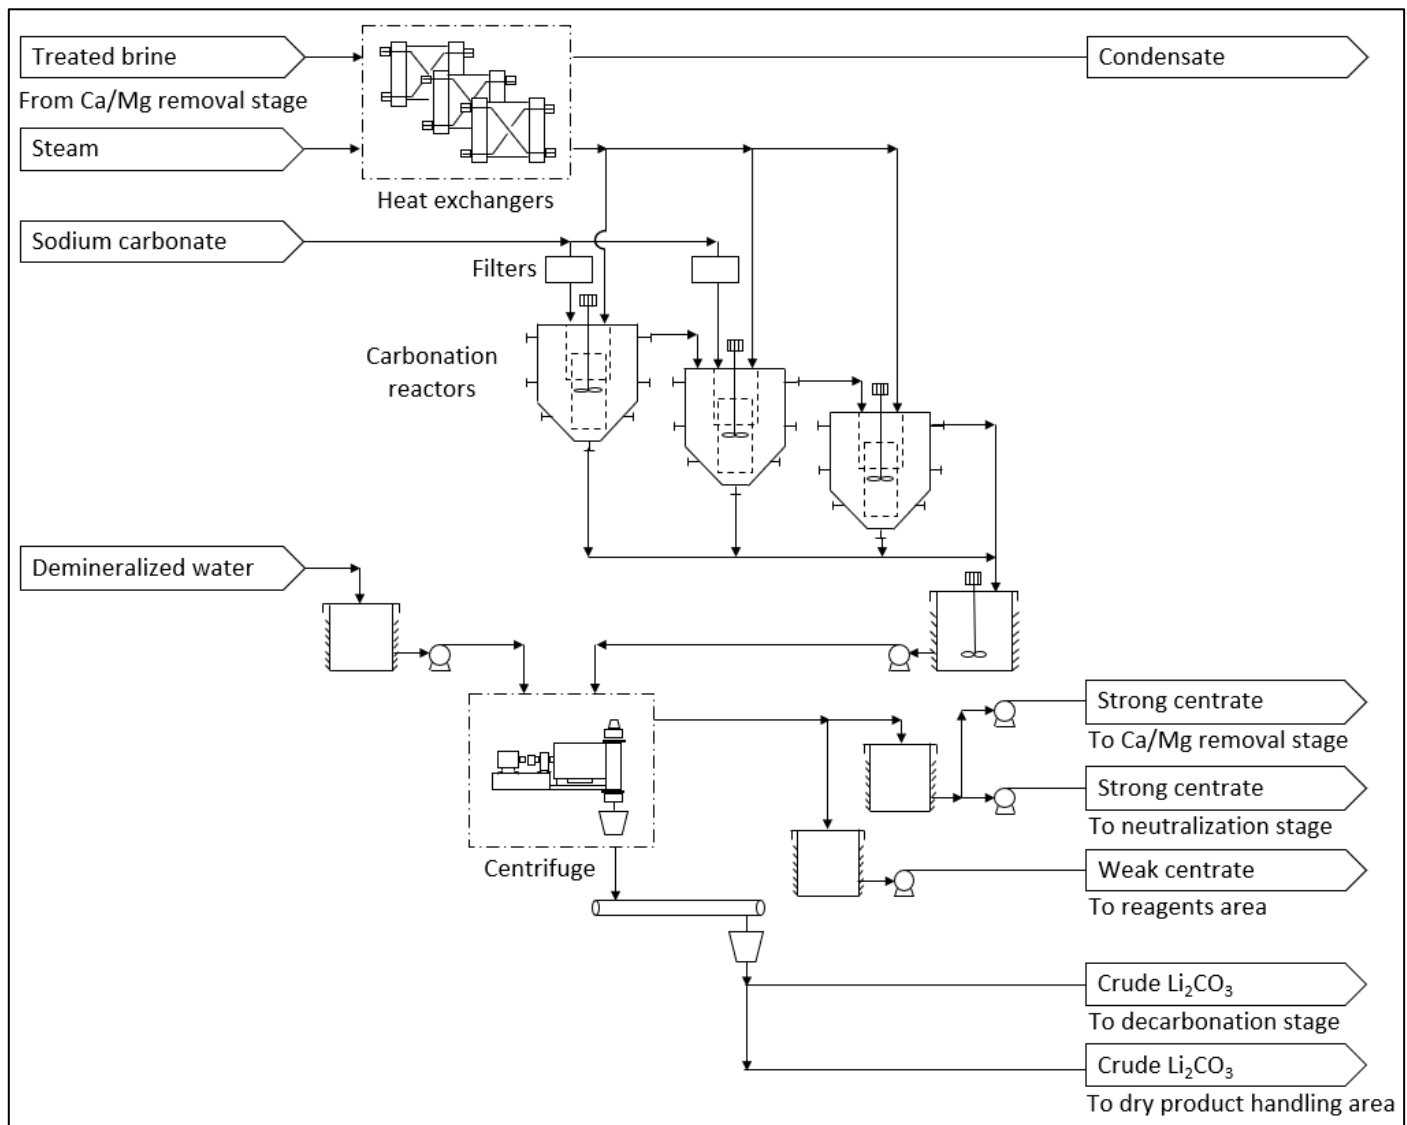 Treated brine
Condensate
From Ca/Mg removal stage
Steam
Heat exchangers
Sodium carbonate
Filters
Carbonation
reactors
Demineralized water
Strong centrate
To Ca/Mg removal stage
Strong centrate
To neutralization stage
Centrifuge
Weak centrate
To reagents area
Crude Li₂CO₃
To decarbonation stage
Crude Li₂CO₃
To dry product handling area